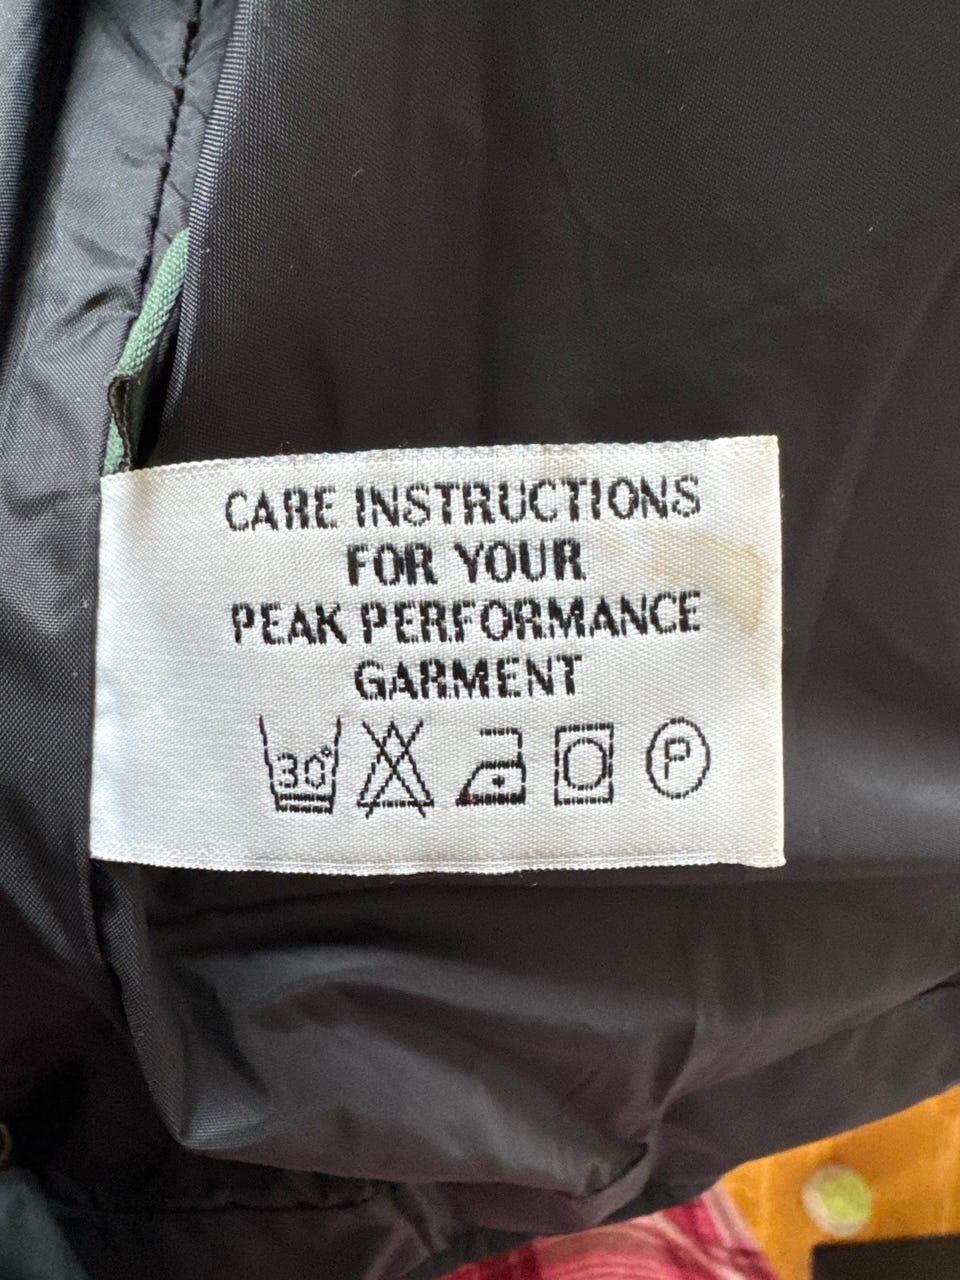 CARE INSTRUCTIONS
FOR YOUR
PEAK PERFORMANCE
GARMENT
30° P